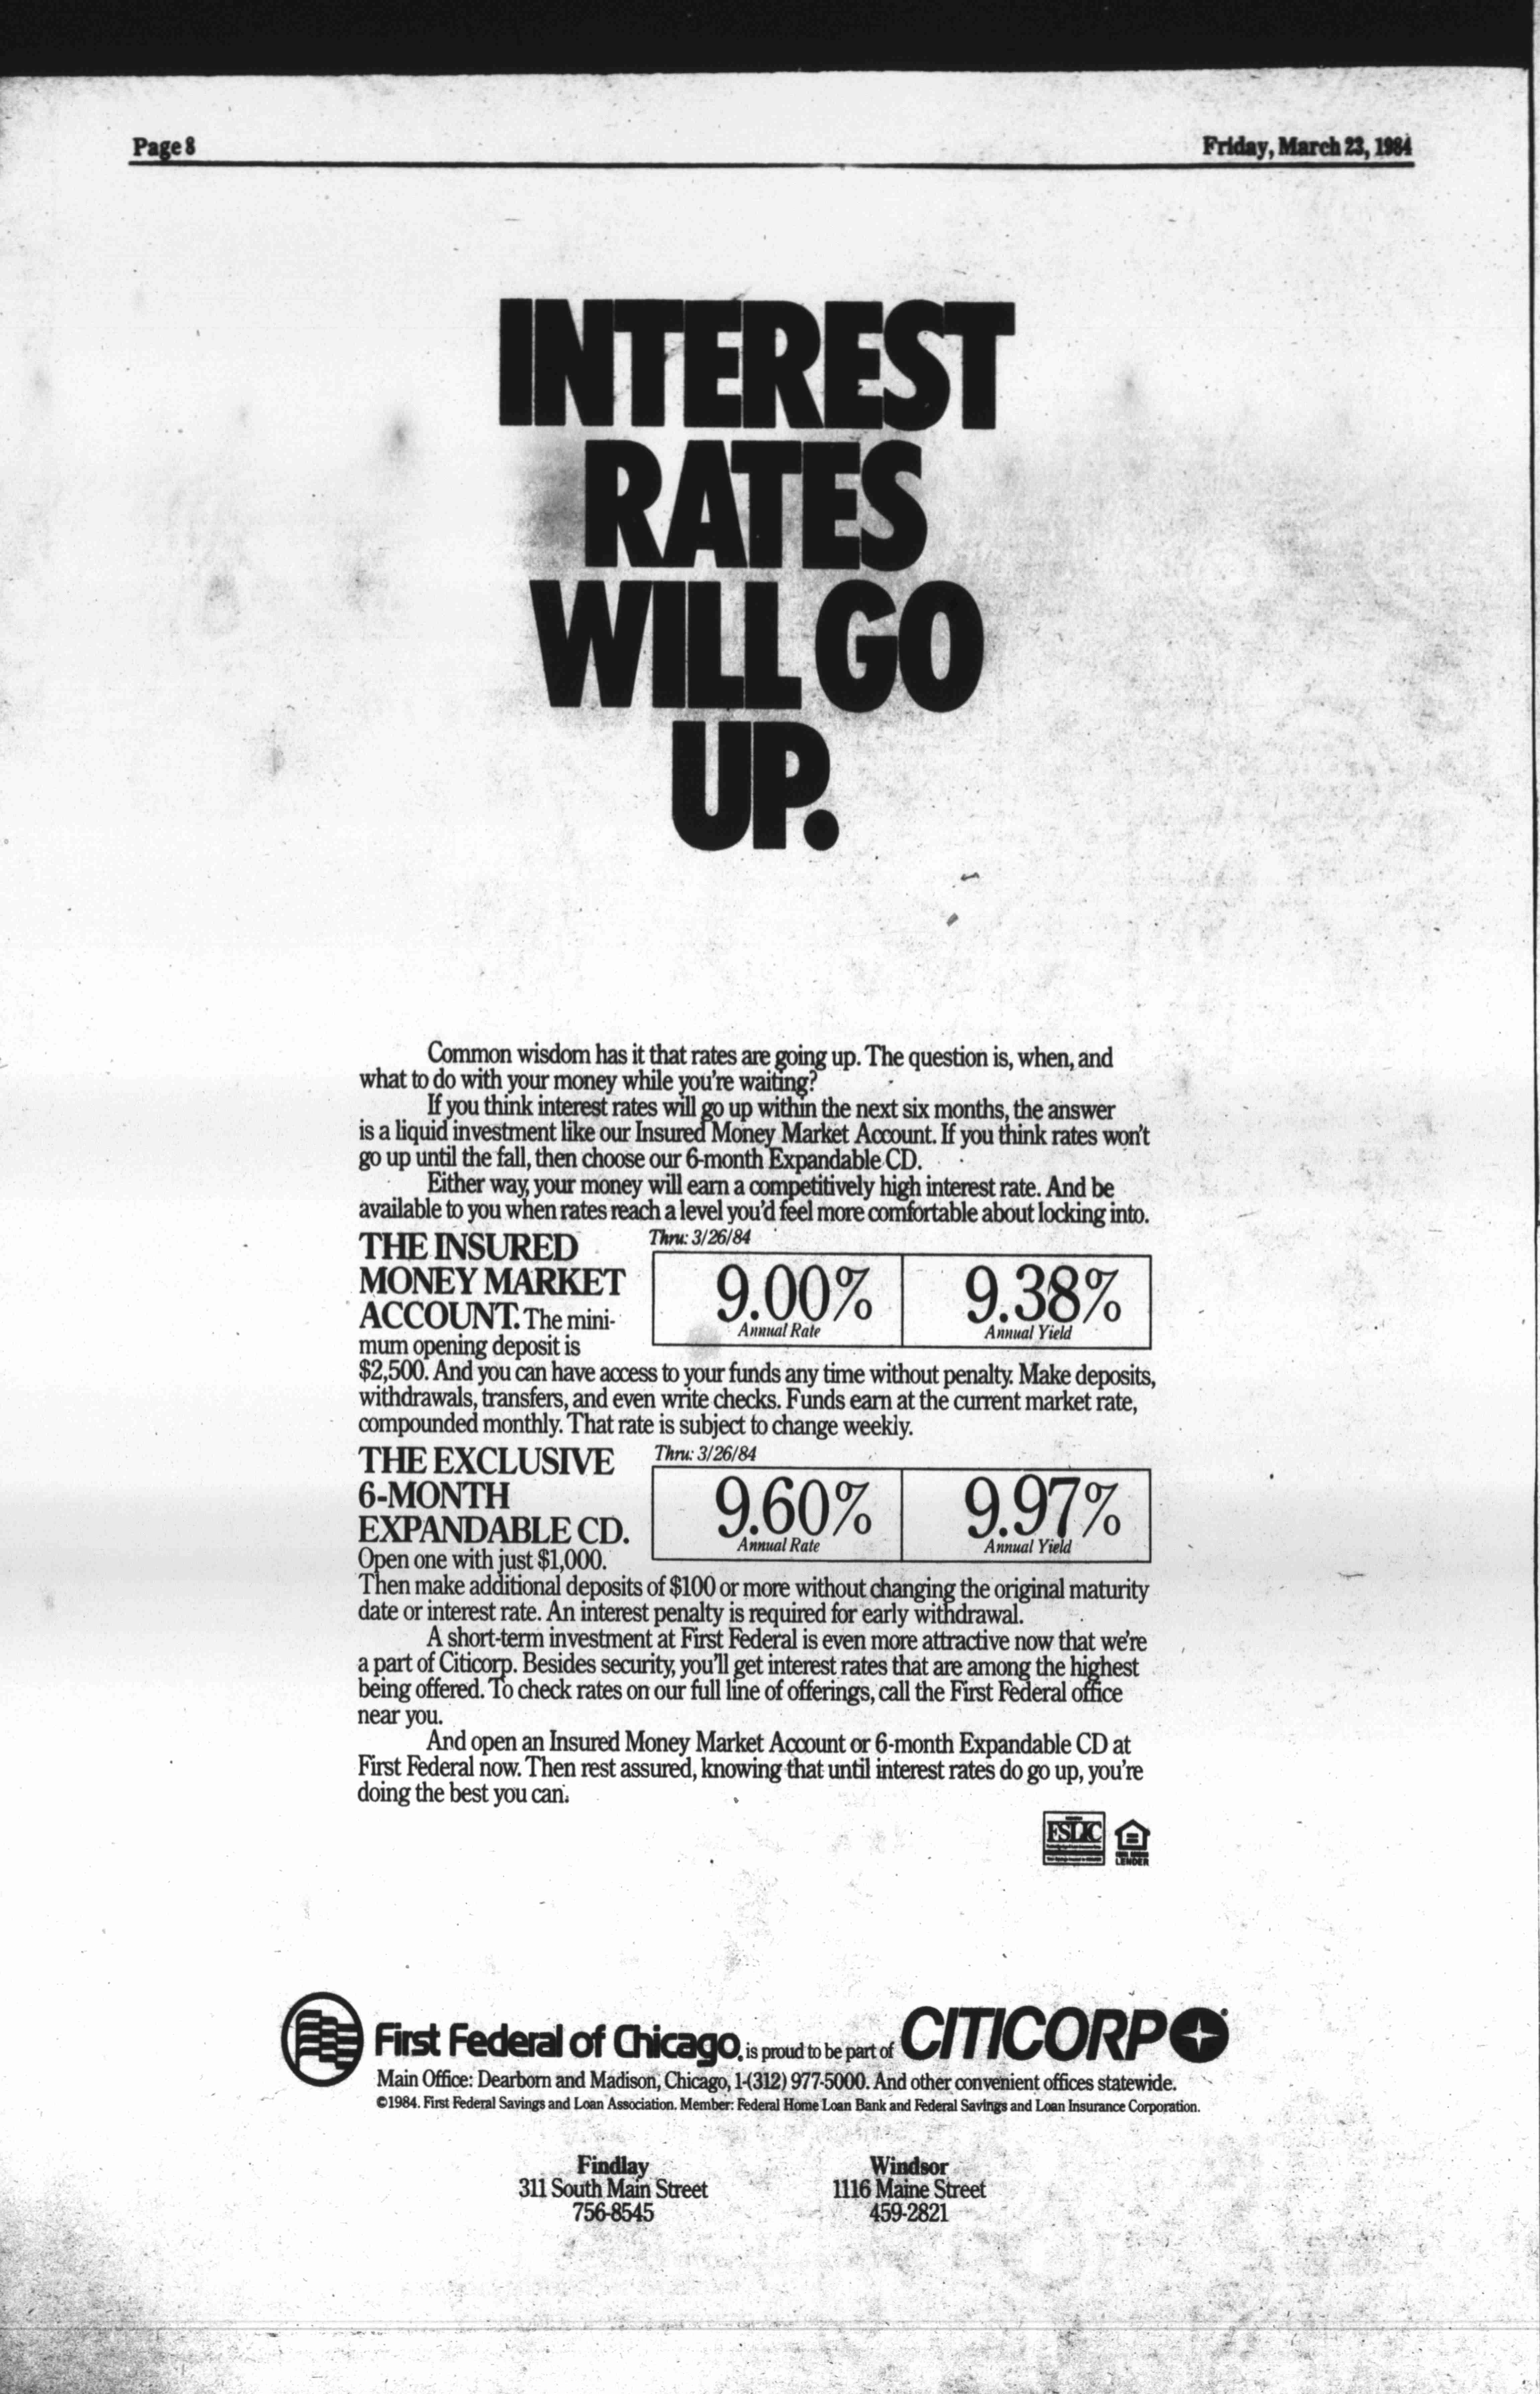 Page 8
Friday, March 23, 1984
INTEREST
RATES
WILL GO
UP.
Common wisdom has it that rates are going up. The question is, when, and
what to do with your money while you're waiting?
If you think interest rates will go up within the next six months, the answer
is a liquid investment like our Insured Money Market Account. If you think rates won't
go up until the fall, then choose our 6-month Expandable CD.
Either way, your money will earn a competitively high interest rate. And be
available to you when rates reach a level you'd feel more comfortable about locking into.
THE INSURED
MONEY MARKET
ACCOUNT. The mini-
mum opening deposit is
Thru: 3/26/84
9.00%
Annual Rate
9.38%
Annual Yield
$2,500. And you can have access to your funds any time without penalty. Make deposits,
withdrawals, transfers, and even write checks. Funds earn at the current market rate,
compounded monthly. That rate is subject to change weekly.
THE EXCLUSIVE
6-MONTH
EXPANDABLE CD.
Open one with just $1,000.
Thru: 3/26/84
9.60%
Annual Rate
9.97%
Annual Yield
Then make additional deposits of $100 or more without changing the original maturity
date or interest rate. An interest penalty is required for early withdrawal.
A short-term investment at First Federal is even more attractive now that we're
a part of Citicorp. Besides security, you'll get interest rates that are among the highest
being offered. To check rates on our full line of offerings, call the First Federal office
near you.
And open an Insured Money Market Account or 6-month Expandable CD at
First Federal now. Then rest assured, knowing that until interest rates do go up, you're
doing the best you can.
FSLIC
LENDER
First Federal of Chicago, is proud to be part of CITICORP
Main Office: Dearborn and Madison, Chicago, 1-(312) 977-5000. And other convenient offices statewide.
©1984. First Federal Savings and Loan Association. Member: Federal Home Loan Bank and Federal Savings and Loan Insurance Corporation.
Findlay
311 South Main Street
756-8545
Windsor
1116 Maine Street
459-2821